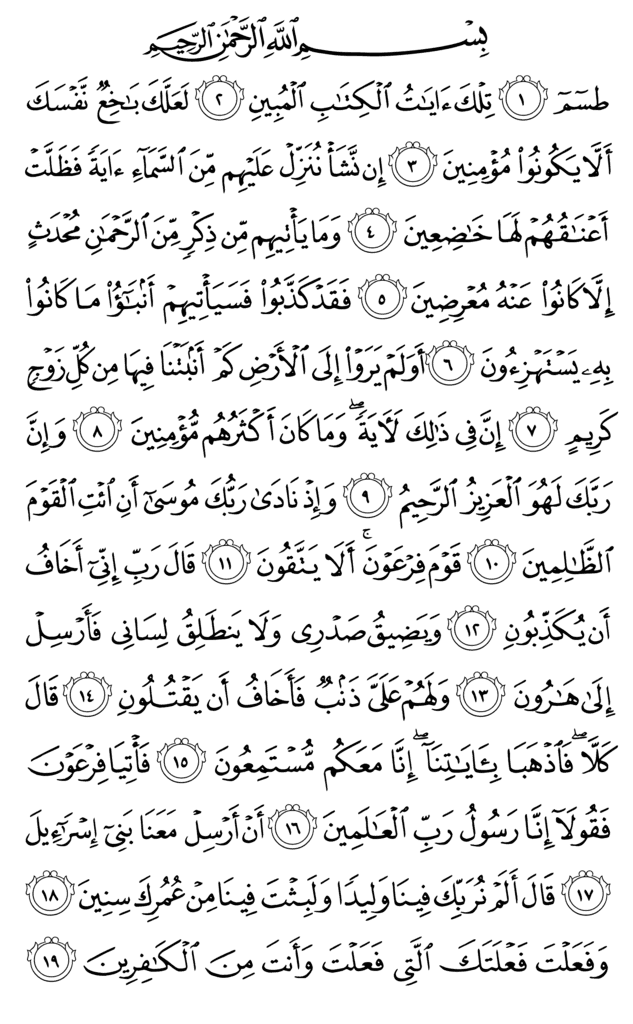 بِسْمِ ٱللَّهِ ٱلرَّحْمَٰنِ ٱلرَّحِيمِ
طسٓمٓ ١ تِلْكَ ءَايَٰتُ ٱلْكِتَٰبِ ٱلْمُبِينِ ٢ لَعَلَّكَ بَٰخِعٌ نَّفْسَكَ
أَلَّا يَكُونُوا۟ مُؤْمِنِينَ ٣ إِن نَّشَأْ نُنَزِّلْ عَلَيْهِم مِّنَ ٱلسَّمَآءِ ءَايَةً فَظَلَّتْ
أَعْنَٰقُهُمْ لَهَا خَٰضِعِينَ ٤ وَمَا يَأْتِيهِم مِّن ذِكْرٍ مِّنَ ٱلرَّحْمَٰنِ مُحْدَثٍ
إِلَّا كَانُوا۟ عَنْهُ مُعْرِضِينَ ٥ فَقَدْ كَذَّبُوا۟ فَسَيَأْتِيهِمْ أَنۢبَٰٓؤُا۟ مَا كَانُوا۟
بِهِۦ يَسْتَهْزِءُونَ ٦ أَوَلَمْ يَرَوْا۟ إِلَى ٱلْأَرْضِ كَمْ أَنۢبَتْنَا فِيهَا مِن كُلِّ زَوْجٍ
كَرِيمٍ ٧ إِنَّ فِى ذَٰلِكَ لَءَايَةً ۖ وَمَا كَانَ أَكْثَرُهُم مُّؤْمِنِينَ ٨ وَإِنَّ
رَبَّكَ لَهُوَ ٱلْعَزِيزُ ٱلرَّحِيمُ ٩ وَإِذْ نَادَىٰ رَبُّكَ مُوسَىٰٓ أَنِ ٱئْتِ ٱلْقَوْمَ
ٱلظَّٰلِمِينَ ١٠ قَوْمَ فِرْعَوْنَ ۚ أَلَا يَتَّقُونَ ١١ قَالَ رَبِّ إِنِّىٓ أَخَافُ
أَن يُكَذِّبُونِ ١٢ وَيَضِيقُ صَدْرِى وَلَا يَنطَلِقُ لِسَانِى فَأَرْسِلْ
إِلَىٰ هَٰرُونَ ١٣ وَلَهُمْ عَلَىَّ ذَنۢبٌ فَأَخَافُ أَن يَقْتُلُونِ ١٤ قَالَ
كَلَّا ۖ فَٱذْهَبَا بِـَٔايَٰتِنَآ ۖ إِنَّا مَعَكُم مُّسْتَمِعُونَ ١٥ فَأْتِيَا فِرْعَوْنَ
فَقُولَآ إِنَّا رَسُولُ رَبِّ ٱلْعَٰلَمِينَ ١٦ أَنْ أَرْسِلْ مَعَنَا بَنِىٓ إِسْرَٰٓءِيلَ
١٧ قَالَ أَلَمْ نُرَبِّكَ فِينَا وَلِيدًا وَلَبِثْتَ فِينَا مِنْ عُمُرِكَ سِنِينَ ١٨
وَفَعَلْتَ فَعْلَتَكَ ٱلَّتِى فَعَلْتَ وَأَنتَ مِنَ ٱلْكَٰفِرِينَ ١٩